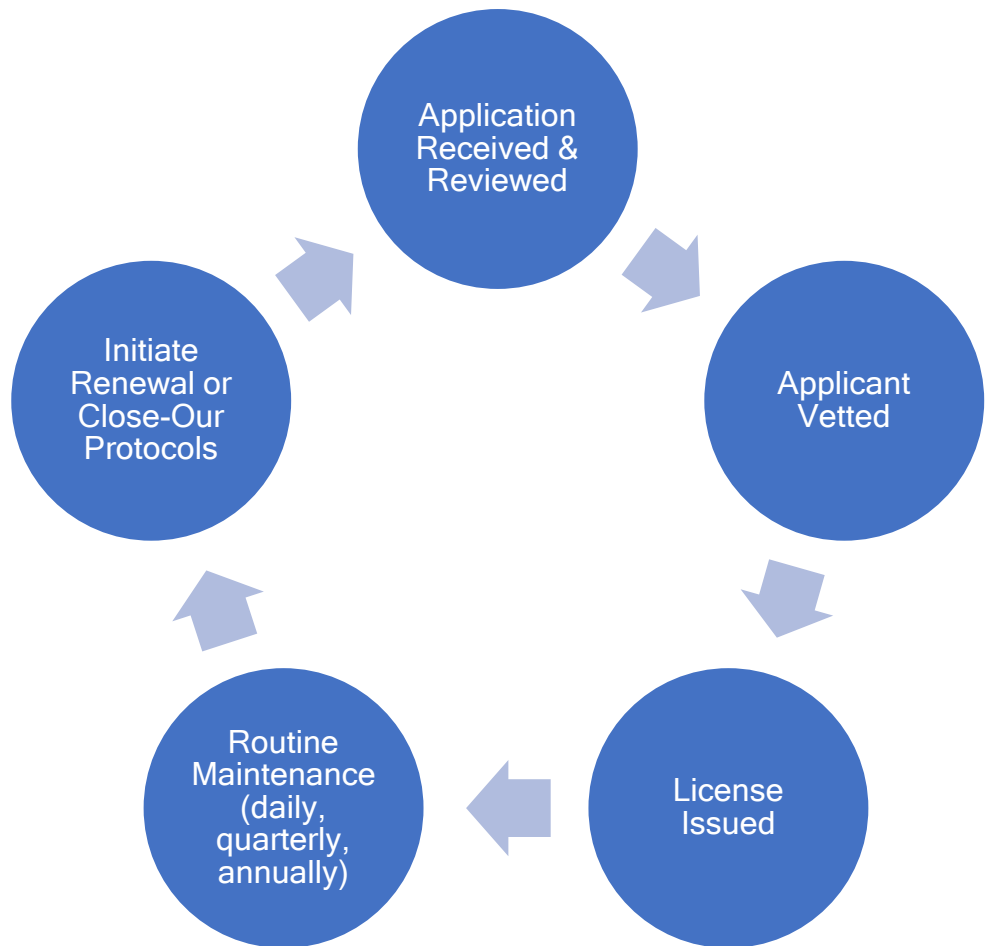 Application
Received &
Reviewed
Applicant
Vetted
License
Issued
Routine
Maintenance
(daily,
quarterly,
annually)
Initiate
Renewal or
Close-Our
Protocols